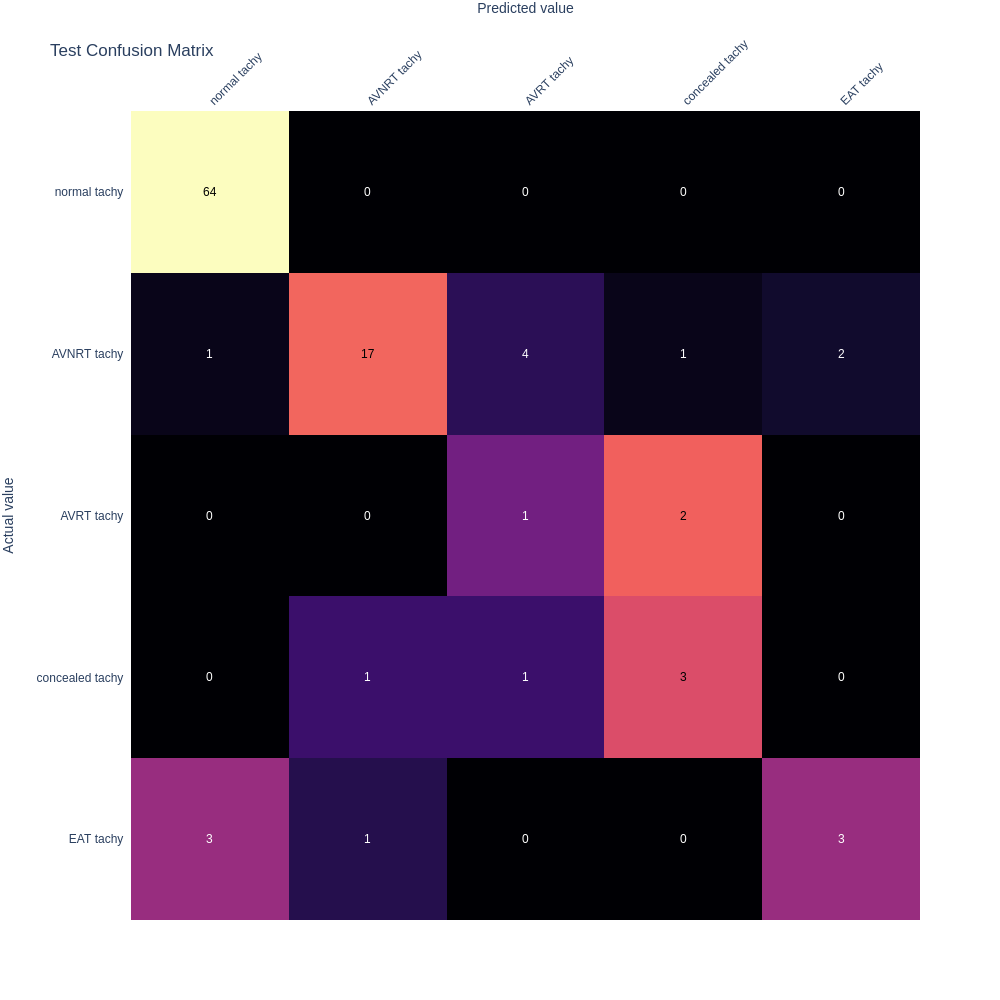 Predicted value
Test Confusion Matrix
normal tachy
AVNRT tachy
AVRT tachy
concealed tachy
EAT tachy
Actual value
normal tachy 64 0 0 0 0
AVNRT tachy 1 17 4 1 2
AVRT tachy 0 0 1 2 0
concealed tachy 0 1 1 3 0
EAT tachy 3 1 0 0 3